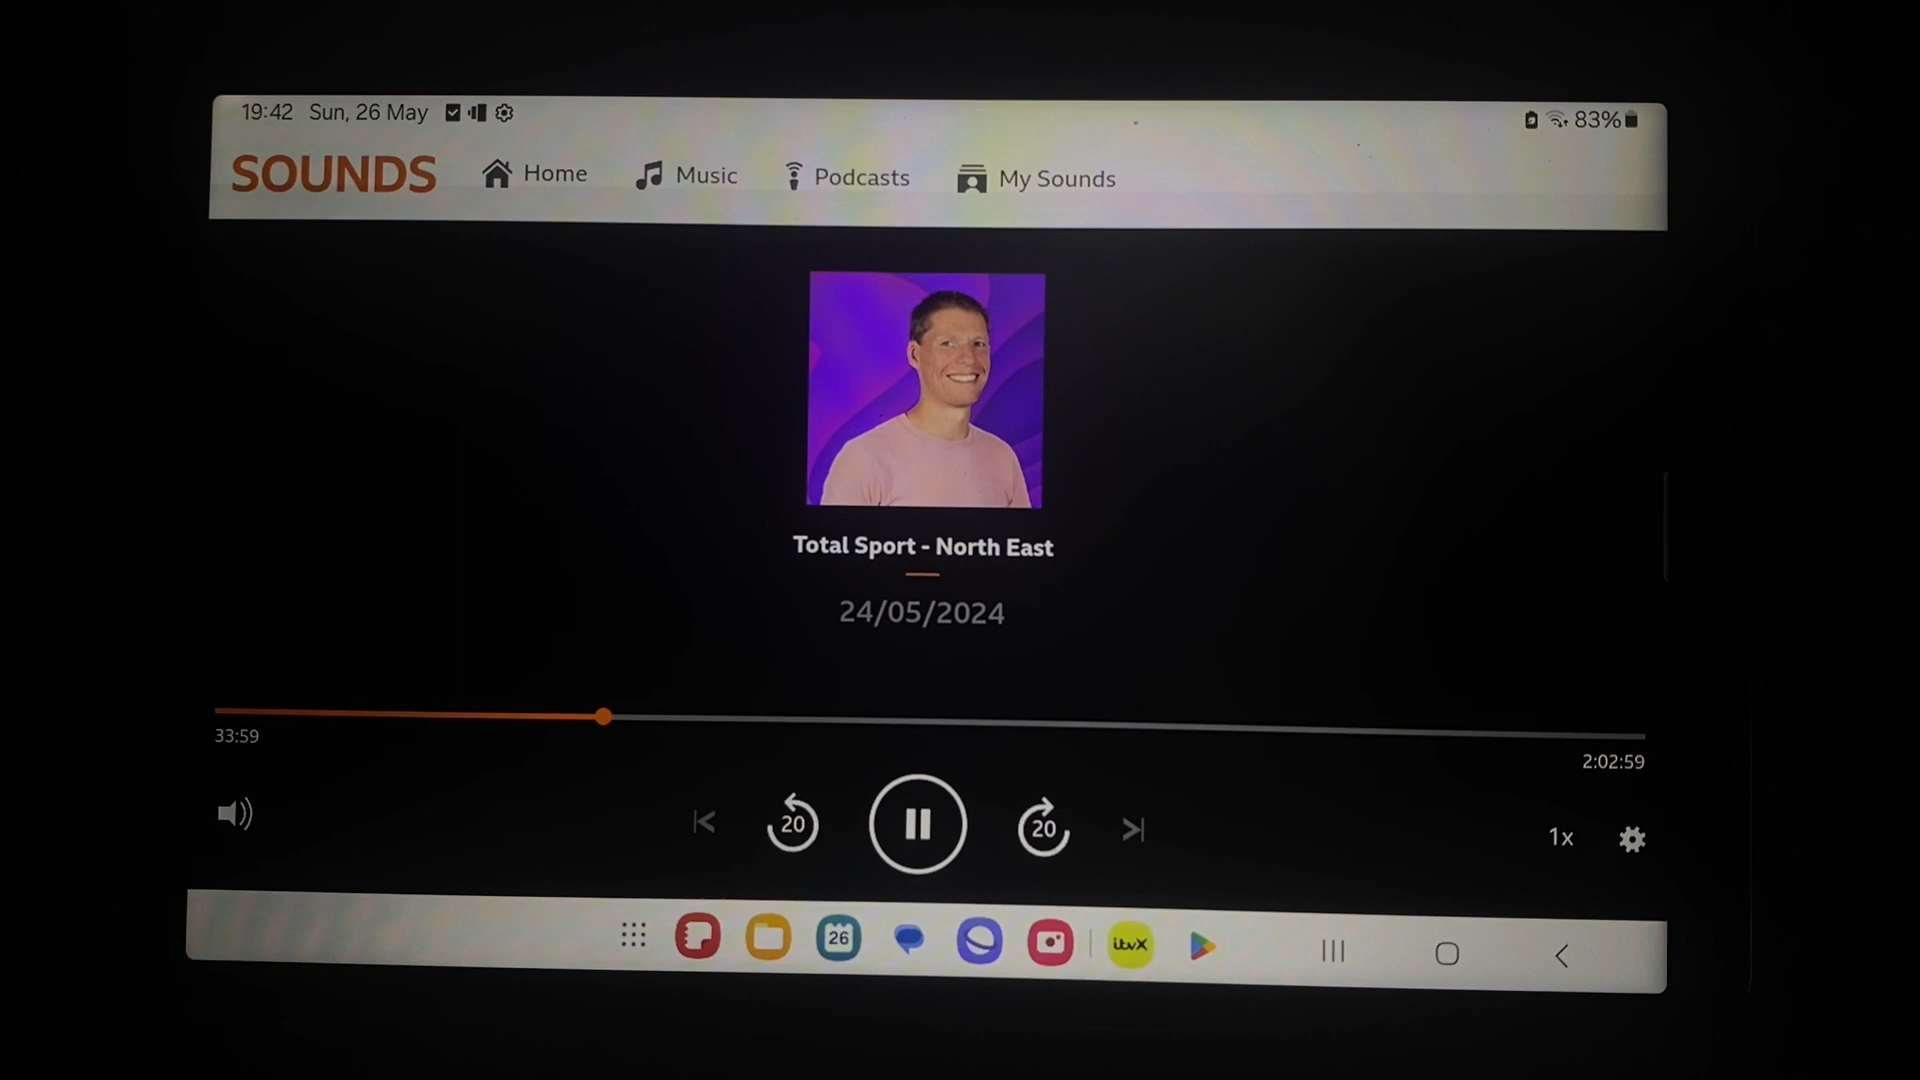 19:42 Sun, 26 May
83%
SOUNDS Home Music Podcasts My Sounds
Total Sport - North East
24/05/2024
33:59
2:02:59
20
20
1x
26
itvX